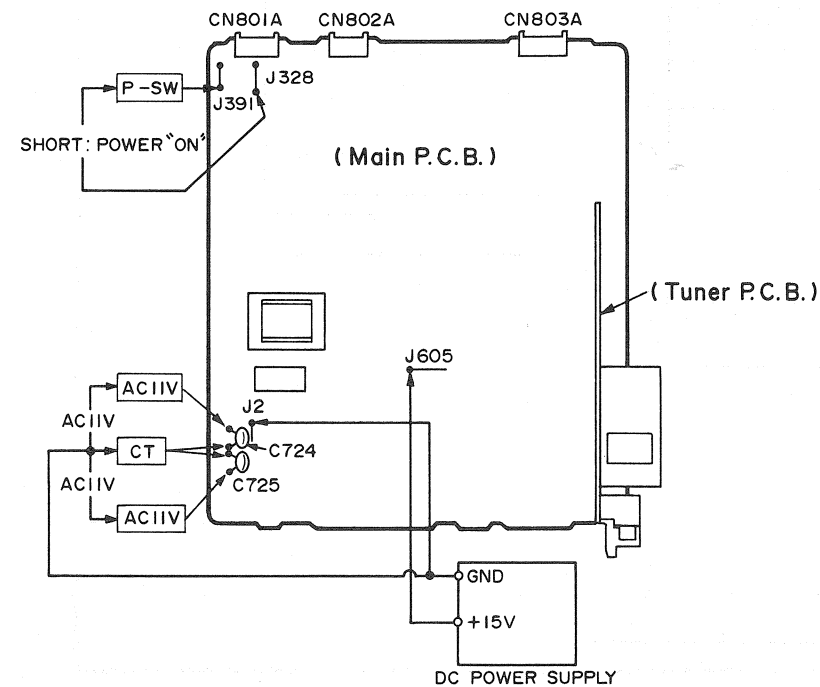 CN801A CN802A CN803A
P-SW
J391
J328
SHORT: POWER "ON"
(Main P.C.B.)
(Tuner P.C.B.)
J605
AC11V
AC11V
J2
CT
C724
AC11V
C725
AC11V
GND
+15V
DC POWER SUPPLY